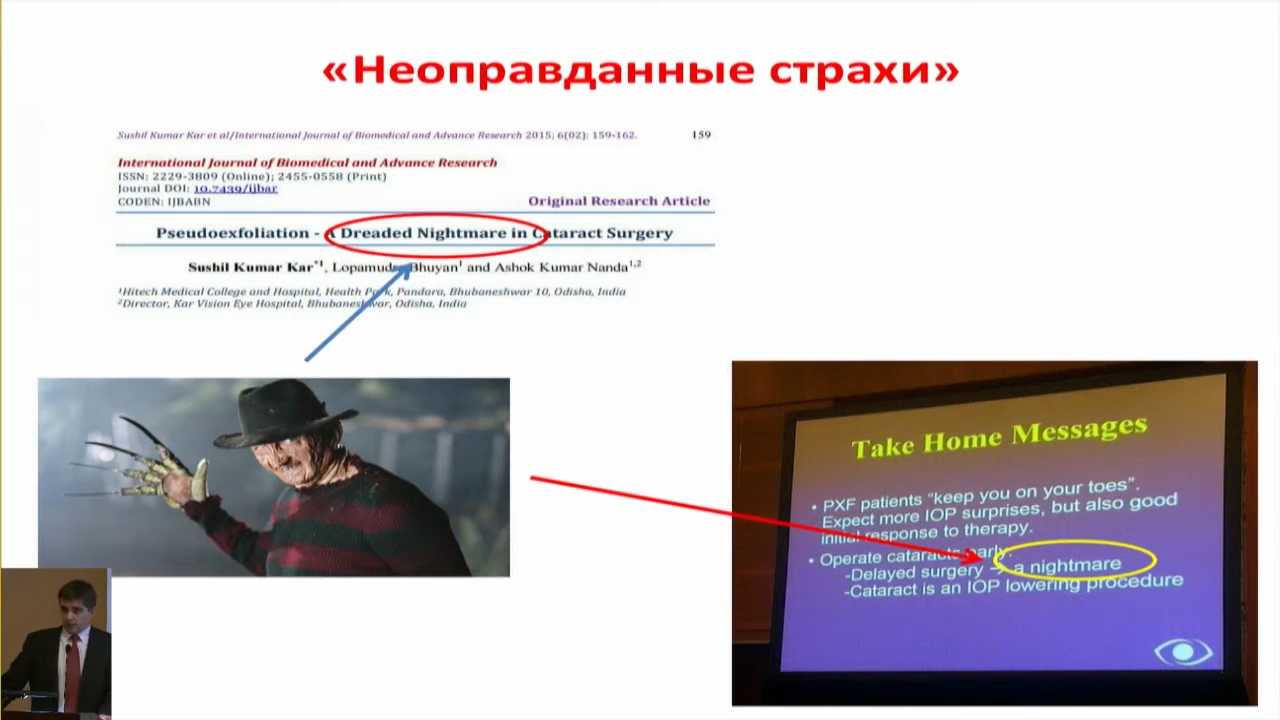 «Неоправданные страхи»
Sushil Kumar Kar et al/International Journal of Biomedical and Advance Research 2015; 6(02): 159-162. 159
International Journal of Biomedical and Advance Research
ISSN: 2229-3809 (Online); 2455-0558 (Print)
Journal DOI: 10.7439/ijbar
CODEN: IJBABN Original Research Article
Pseudoexfoliation - A Dreaded Nightmare in Cataract Surgery
Sushil Kumar Kar*1, Lopamudra Bhuyan1 and Ashok Kumar Nanda1,2
1Hitech Medical College and Hospital, Health Park, Pandara, Bhubaneshwar 10, Odisha, India
2Director, Kar Vision Eye Hospital, Bhubaneshwar, Odisha, India
Take Home Messages
• PXF patients “keep you on your toes”.
Expect more IOP surprises, but also good
initial response to therapy.
• Operate cataracts early.
-Delayed surgery → a nightmare
-Cataract is an IOP lowering procedure